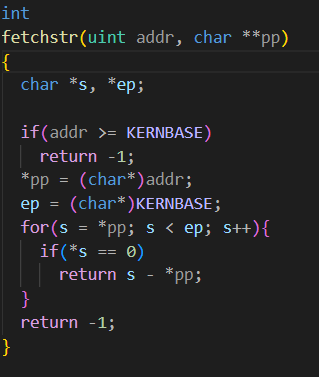 int
fetchstr(uint addr, char **pp)
{
  char *s, *ep;

  if(addr >= KERNBASE)
    return -1;
  *pp = (char*)addr;
  ep = (char*)KERNBASE;
  for(s = *pp; s < ep; s++){
    if(*s == 0)
      return s - *pp;
  }
  return -1;
}